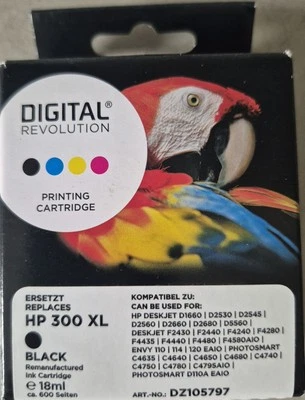 DIGITAL®
REVOLUTION
PRINTING
CARTRIDGE
ERSETZT
REPLACES
HP 300 XL
BLACK
Remanufactured
Ink Cartridge
℮ 18ml
ca. 600 Seiten
KOMPATIBEL ZU:
CAN BE USED FOR:
HP DESKJET D1660 | D2530 | D2545 |
D2560 | D2660 | D2680 | D5560 |
DESKJET F2430 | F2440 | F4240 | F4280 |
F4435 | F4440 | F4480 | F4580AIO |
ENVY 110 | 114 | 120 EAIO | PHOTOSMART
C4635 | C4640 | C4650 | C4680 | C4740 |
C4750 | C4780 | C4795AIO |
PHOTOSMART D110A EAIO
ART.-NO.: DZ105797